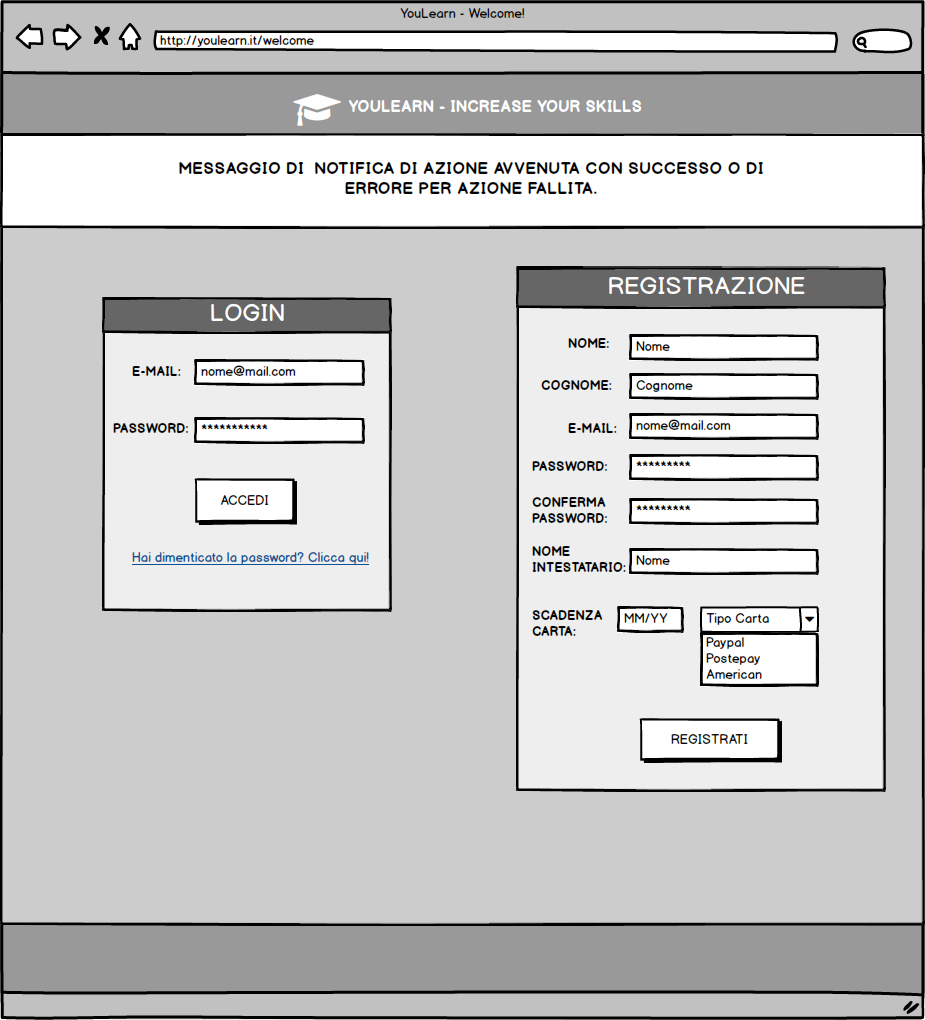 YouLearn - Welcome!
http://youlearn.it/welcome
YOULEARN - INCREASE YOUR SKILLS
MESSAGGIO DI NOTIFICA DI AZIONE AVVENUTA CON SUCCESSO O DI
ERRORE PER AZIONE FALLITA.
LOGIN
E-MAIL: nome@mail.com
PASSWORD: ***********
ACCEDI
Hai dimenticato la password? Clicca qui!
REGISTRAZIONE
NOME: Nome
COGNOME: Cognome
E-MAIL: nome@mail.com
PASSWORD: *********
CONFERMA
PASSWORD: *********
NOME
INTESTATARIO: Nome
SCADENZA
CARTA: MM/YY Tipo Carta
Paypal
Postepay
American
REGISTRATI